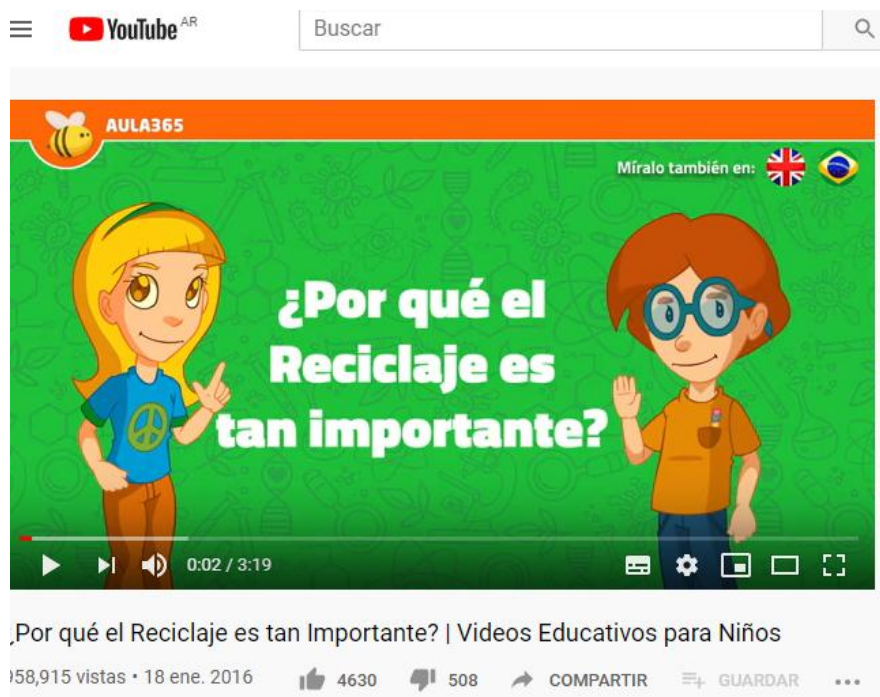 YouTube AR
Buscar
AULA365
Míralo también en:
¿Por qué el
Reciclaje es
tan importante?
0:02 / 3:19
¿Por qué el Reciclaje es tan Importante? | Videos Educativos para Niños
958,915 vistas • 18 ene. 2016 4630 508 COMPARTIR GUARDAR